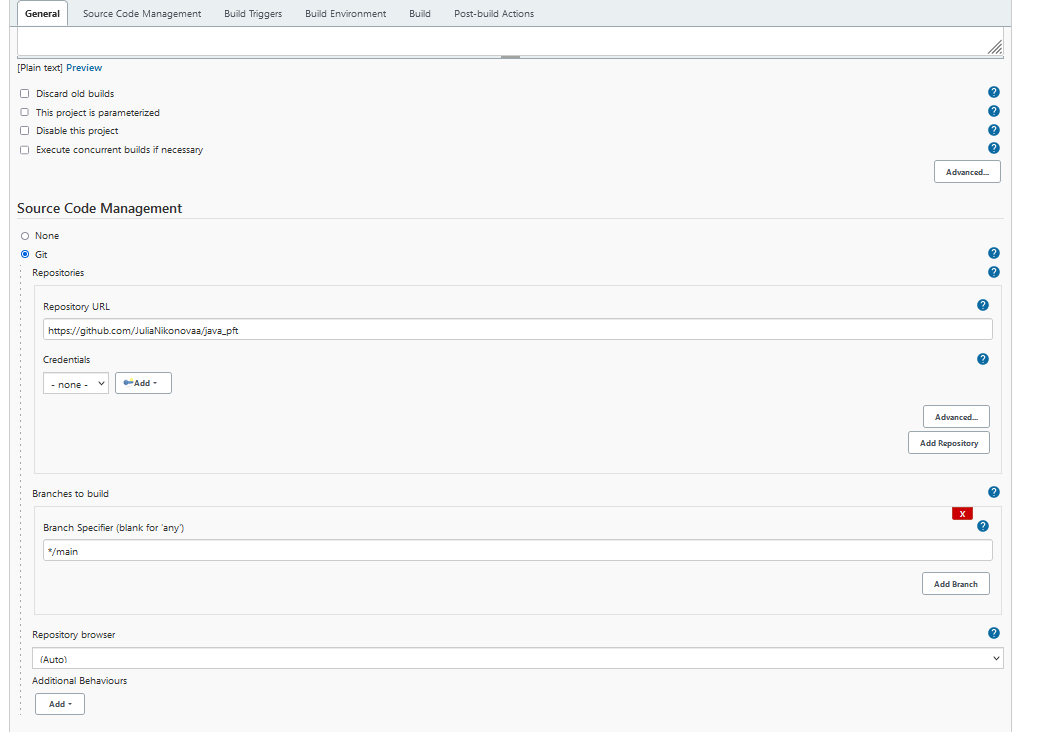 General Source Code Management Build Triggers Build Environment Build Post-build Actions
[Plain text] Preview
Discard old builds
This project is parameterized
Disable this project
Execute concurrent builds if necessary
Advanced...
Source Code Management
None
Git
Repositories
Repository URL
https://github.com/JuliaNikonovaa/java_pft
Credentials
- none - Add
Advanced...
Add Repository
Branches to build
X
Branch Specifier (blank for 'any')
*/main
Add Branch
Repository browser
(Auto)
Additional Behaviours
Add